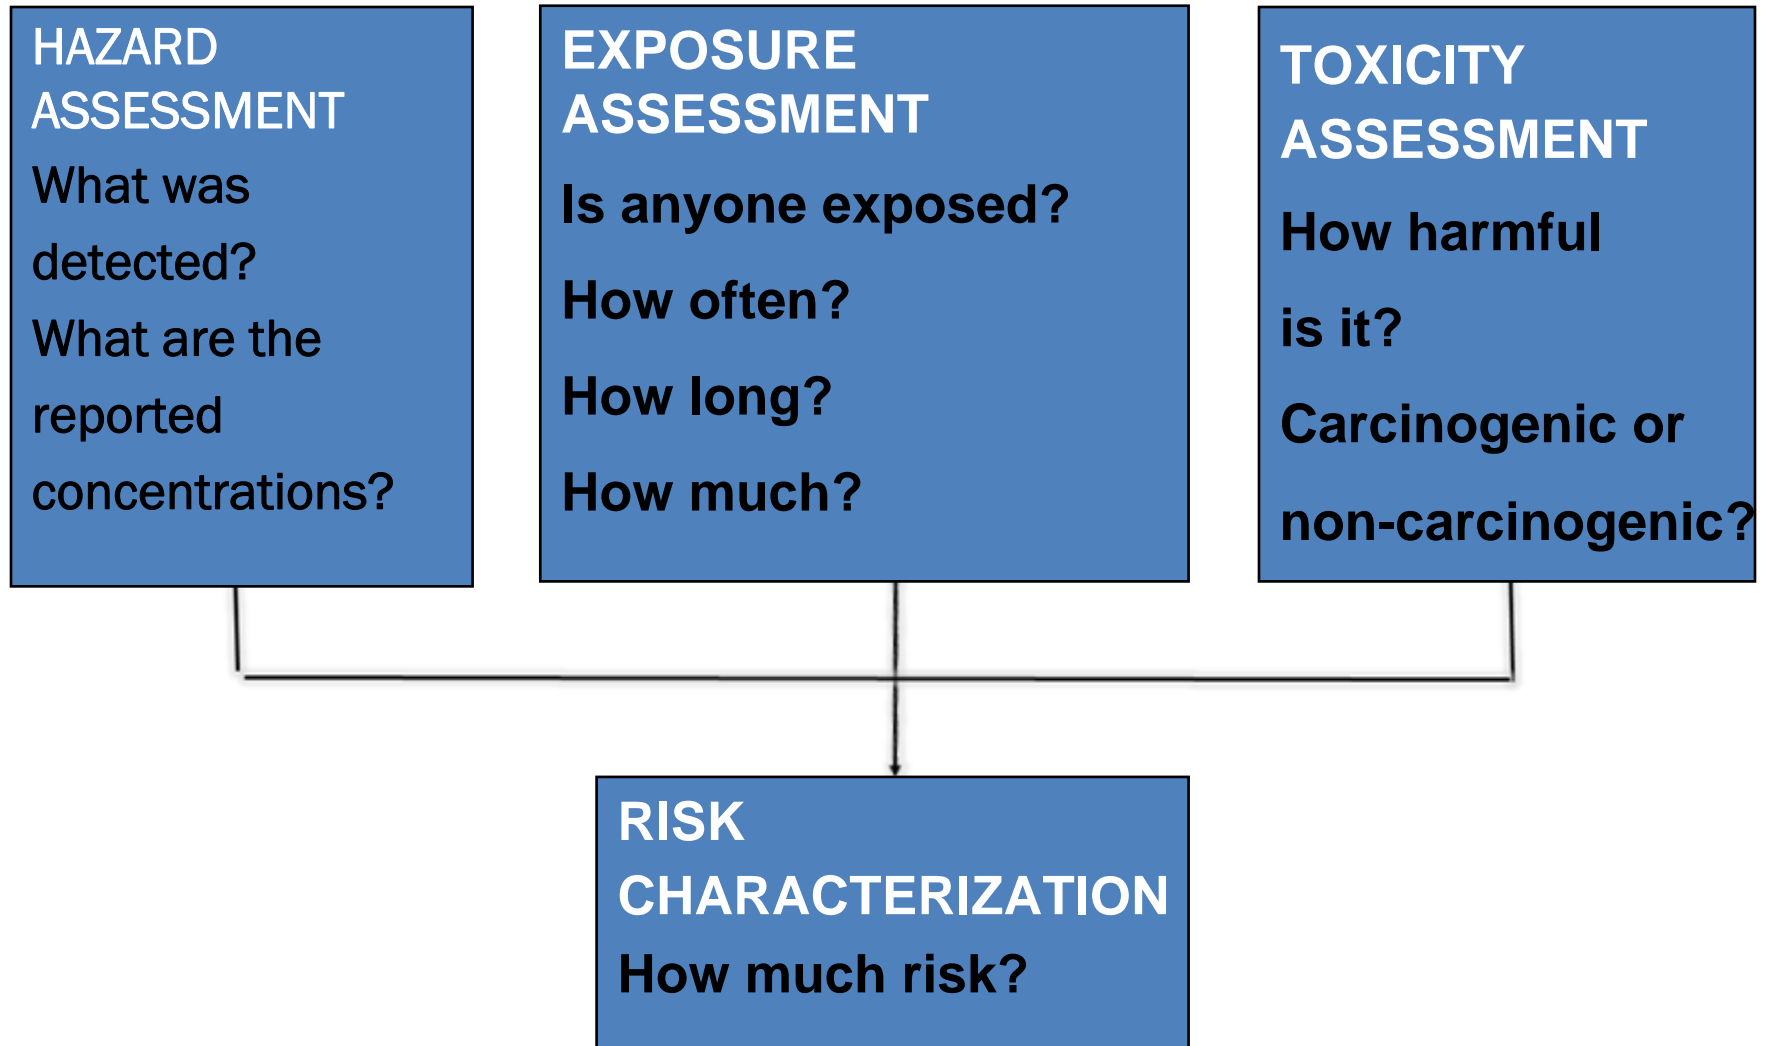 HAZARD
ASSESSMENT
What was
detected?
What are the
reported
concentrations?
EXPOSURE
ASSESSMENT
Is anyone exposed?
How often?
How long?
How much?
TOXICITY
ASSESSMENT
How harmful
is it?
Carcinogenic or
non-carcinogenic?
RISK
CHARACTERIZATION
How much risk?